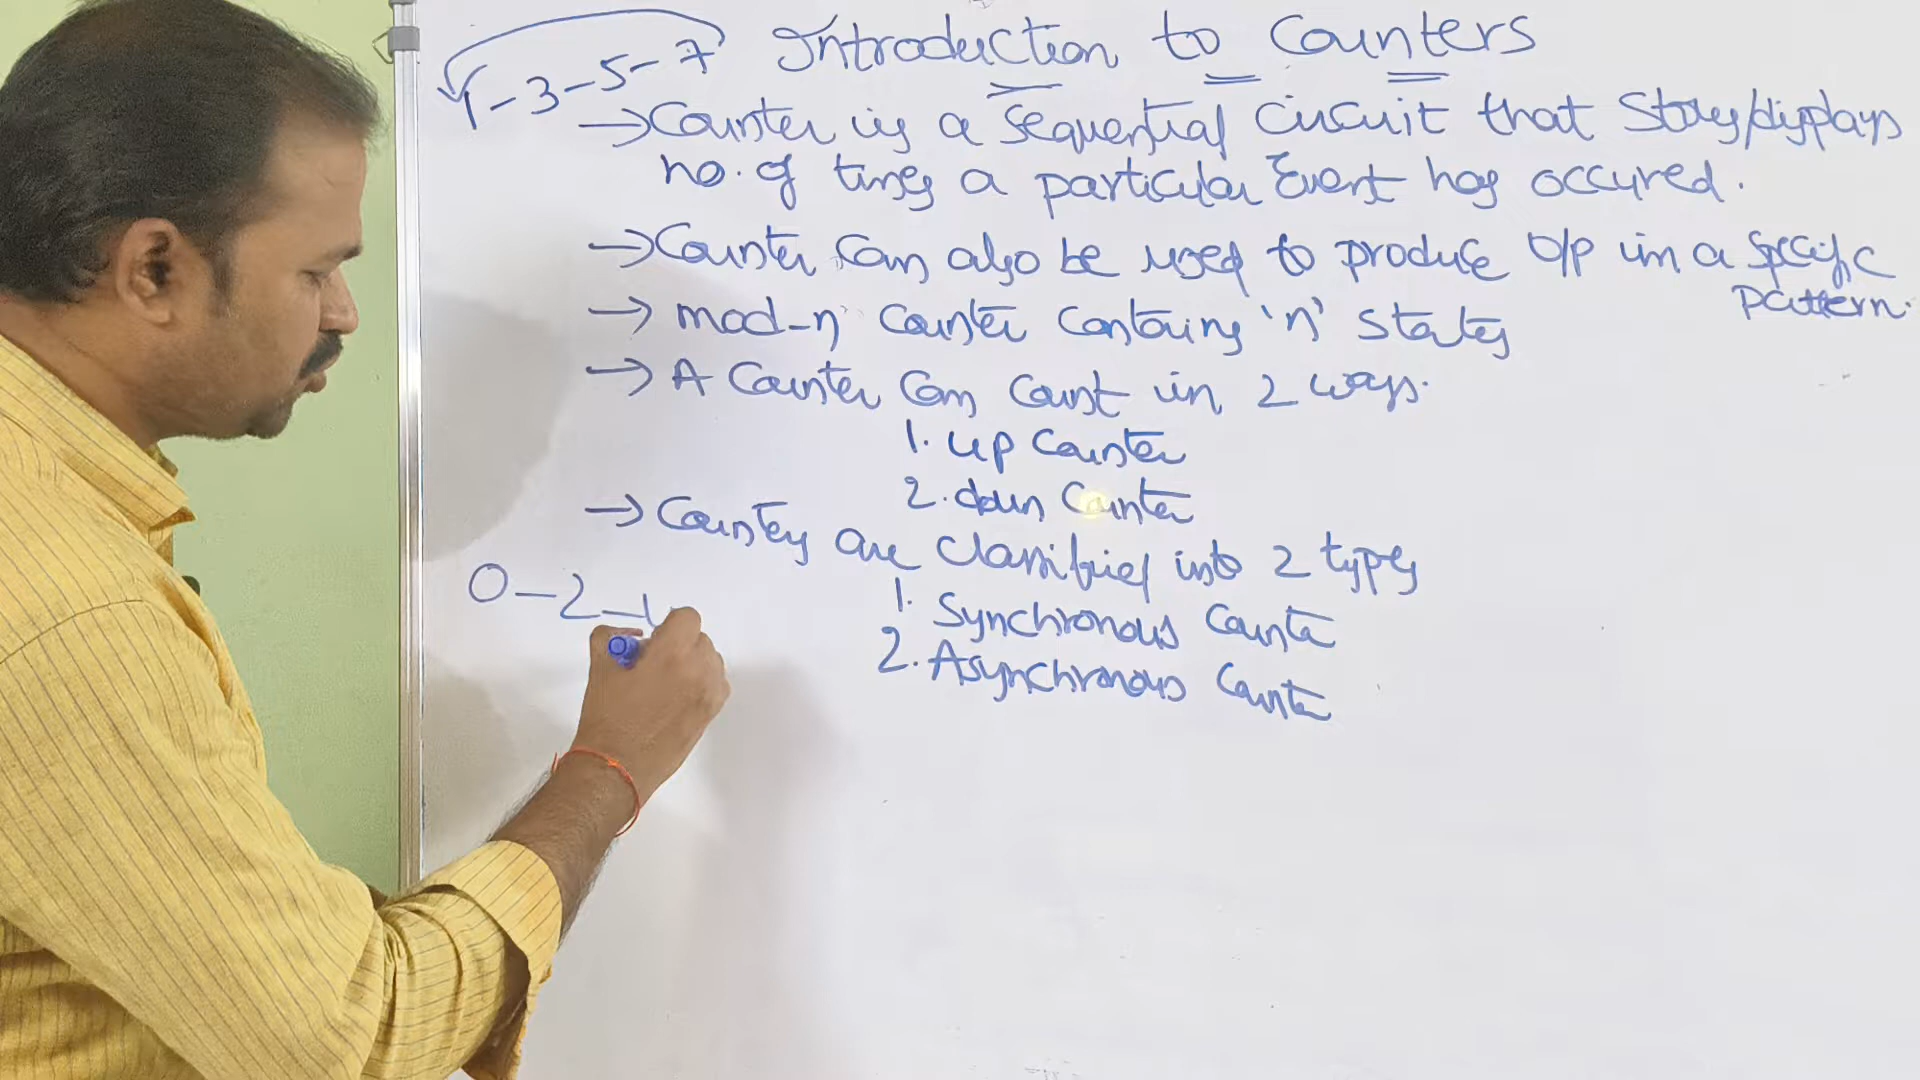 Introduction to Counters
1-3-5-7
→ Counter is a sequential circuit that stores/displays
no. of times a particular Event has occured.
→ Counter can also be used to produce O/P in a specific
pattern.
→ mod-n counter contains 'n' states
→ A Counter can count in 2 ways.
1. up counter
2. down counter
→ Counters are classified into 2 types
1. Synchronous counter
2. Asynchronous counter
0-2-